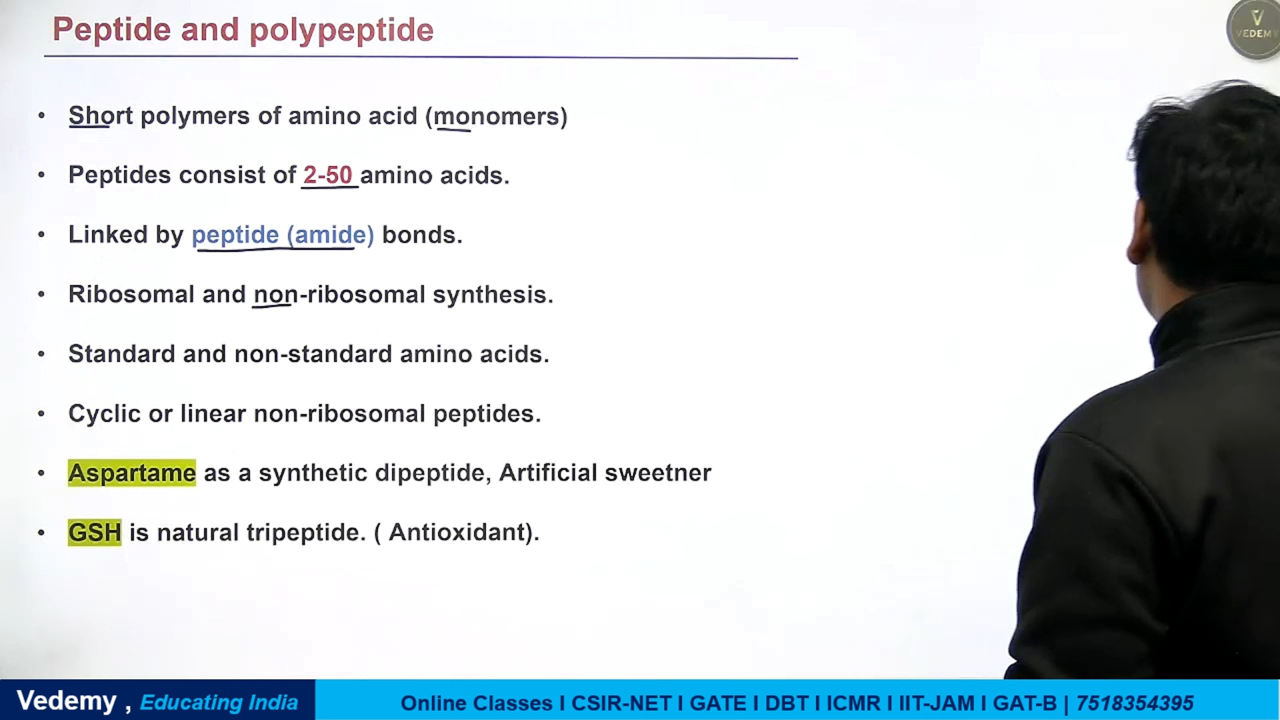 Peptide and polypeptide
V
VEDEMY
• Short polymers of amino acid (monomers)
• Peptides consist of 2-50 amino acids.
• Linked by peptide (amide) bonds.
• Ribosomal and non-ribosomal synthesis.
• Standard and non-standard amino acids.
• Cyclic or linear non-ribosomal peptides.
• Aspartame as a synthetic dipeptide, Artificial sweetner
• GSH is natural tripeptide. ( Antioxidant).
Vedemy , Educating India
Online Classes I CSIR-NET I GATE I DBT I ICMR I IIT-JAM I GAT-B | 7518354395